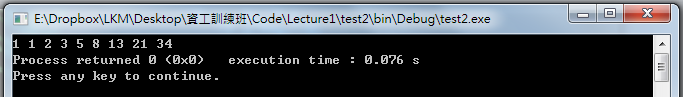 E:\Dropbox\LKM\Desktop\資工訓練班\Code\Lecture1\test2\bin\Debug\test2.exe
1 1 2 3 5 8 13 21 34
Process returned 0 (0x0)   execution time : 0.076 s
Press any key to continue.